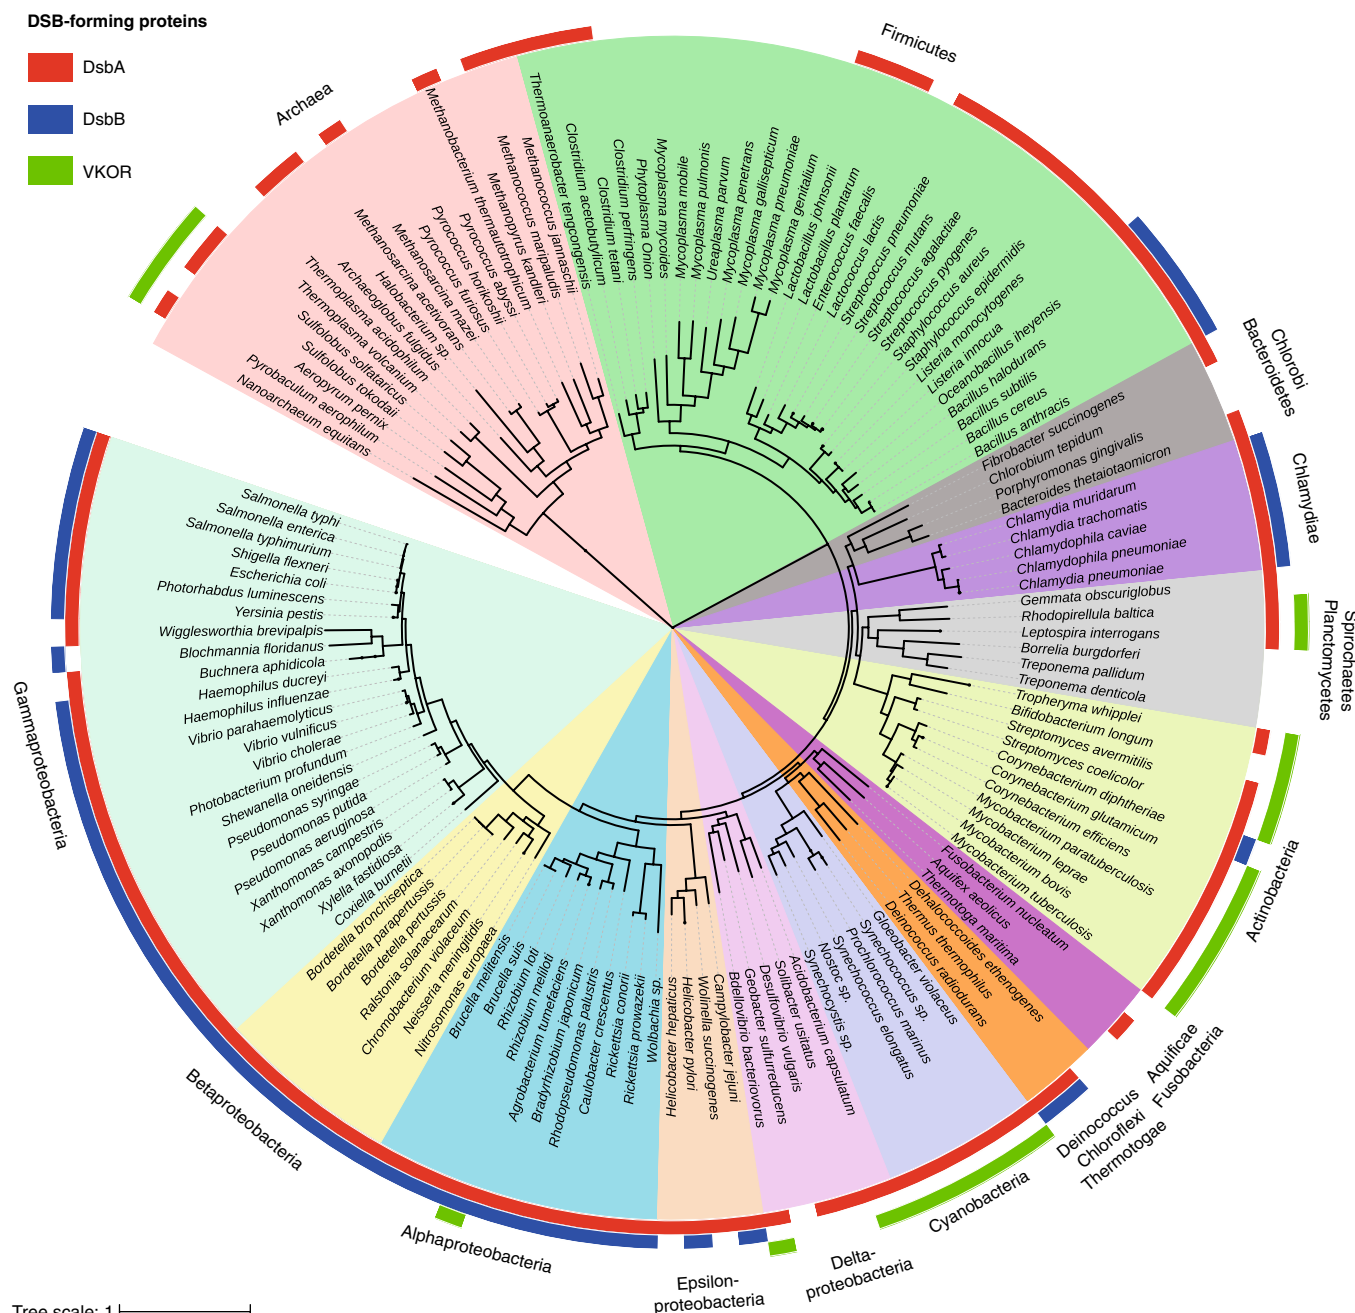 DSB-forming proteins
DsbA
DsbB
VKOR
Archaea
Firmicutes
Chlorobi
Bacteroidetes
Chlamydiae
Spirochaetes
Planctomycetes
Actinobacteria
Aquificae
Fusobacteria
Deinococcus
Chloroflexi
Thermotogae
Cyanobacteria
Delta-
proteobacteria
Epsilon-
proteobacteria
Alphaproteobacteria
Betaproteobacteria
Gammaproteobacteria
Nanoarchaeum equitans
Pyrobaculum aerophilum
Aeropyrum pernix
Sulfolobus tokodaii
Sulfolobus solfataricus
Thermoplasma volcanium
Thermoplasma acidophilum
Archaeoglobus fulgidus
Halobacterium sp.
Methanosarcina acetivorans
Methanosarcina mazei
Pyrococcus furiosus
Pyrococcus horikoshii
Pyrococcus abyssi
Methanobacterium thermautotrophicum
Methanopyrus kandleri
Methanococcus maripaludis
Methanococcus jannaschii
Thermoanaerobacter tengcongensis
Clostridium acetobutylicum
Clostridium tetani
Clostridium perfringens
Phytoplasma Onion
Mycoplasma mycoides
Mycoplasma mobile
Mycoplasma pulmonis
Ureaplasma parvum
Mycoplasma penetrans
Mycoplasma gallisepticum
Mycoplasma pneumoniae
Mycoplasma genitalium
Lactobacillus johnsonii
Lactobacillus plantarum
Enterococcus faecalis
Lactococcus lactis
Streptococcus pneumoniae
Streptococcus mutans
Streptococcus agalactiae
Streptococcus pyogenes
Staphylococcus aureus
Staphylococcus epidermidis
Listeria monocytogenes
Listeria innocua
Oceanobacillus iheyensis
Bacillus halodurans
Bacillus subtilis
Bacillus cereus
Bacillus anthracis
Fibrobacter succinogenes
Chlorobium tepidum
Porphyromonas gingivalis
Bacteroides thetaiotaomicron
Chlamydia muridarum
Chlamydia trachomatis
Chlamydophila caviae
Chlamydophila pneumoniae
Chlamydia pneumoniae
Gemmata obscuriglobus
Rhodopirellula baltica
Leptospira interrogans
Borrelia burgdorferi
Treponema pallidum
Treponema denticola
Tropheryma whipplei
Bifidobacterium longum
Streptomyces avermitilis
Streptomyces coelicolor
Corynebacterium diphtheriae
Corynebacterium glutamicum
Corynebacterium efficiens
Mycobacterium paratuberculosis
Mycobacterium leprae
Mycobacterium bovis
Mycobacterium tuberculosis
Fusobacterium nucleatum
Aquifex aeolicus
Thermotoga maritima
Dehalococcoides ethenogenes
Thermus thermophilus
Deinococcus radiodurans
Gloeobacter violaceus
Synechococcus sp.
Prochlorococcus marinus
Synechococcus elongatus
Nostoc sp.
Synechocystis sp.
Acidobacterium capsulatum
Solibacter usitatus
Desulfovibrio vulgaris
Geobacter sulfurreducens
Bdellovibrio bacteriovorus
Campylobacter jejuni
Wolinella succinogenes
Helicobacter pylori
Helicobacter hepaticus
Wolbachia sp.
Rickettsia prowazekii
Rickettsia conorii
Caulobacter crescentus
Rhodopseudomonas palustris
Bradyrhizobium japonicum
Agrobacterium tumefaciens
Rhizobium meliloti
Rhizobium loti
Brucella suis
Brucella melitensis
Nitrosomonas europaea
Neisseria meningitidis
Chromobacterium violaceum
Ralstonia solanacearum
Bordetella pertussis
Bordetella parapertussis
Bordetella bronchiseptica
Coxiella burnetii
Xylella fastidiosa
Xanthomonas axonopodis
Xanthomonas campestris
Pseudomonas aeruginosa
Pseudomonas putida
Pseudomonas syringae
Shewanella oneidensis
Photobacterium profundum
Vibrio cholerae
Vibrio vulnificus
Vibrio parahaemolyticus
Haemophilus influenzae
Haemophilus ducreyi
Buchnera aphidicola
Blochmannia floridanus
Wigglesworthia brevipalpis
Yersinia pestis
Photorhabdus luminescens
Escherichia coli
Shigella flexneri
Salmonella typhimurium
Salmonella enterica
Salmonella typhi
Tree scale: 1